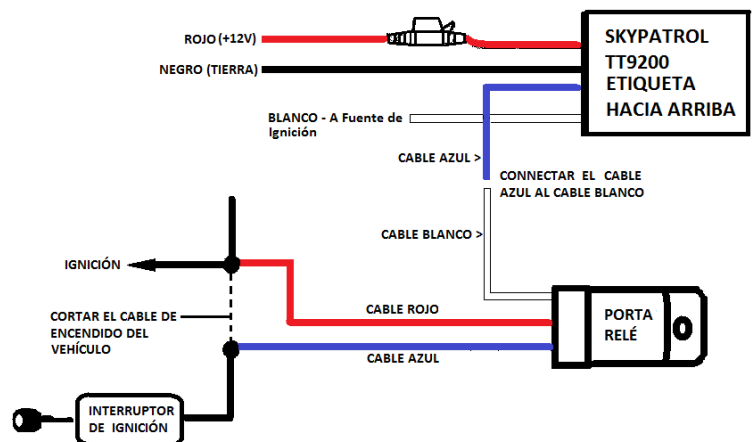 ROJO (+12V)
NEGRO (TIERRA)
SKYPATROL
TT9200
ETIQUETA
HACIA ARRIBA
BLANCO - A Fuente de
Ignición
CABLE AZUL >
CONNECTAR EL CABLE
AZUL AL CABLE BLANCO
CABLE BLANCO >
IGNICIÓN
CORTAR EL CABLE DE
ENCENDIDO DEL
VEHÍCULO
CABLE ROJO
CABLE AZUL
PORTA
RELÉ
INTERRUPTOR
DE IGNICIÓN